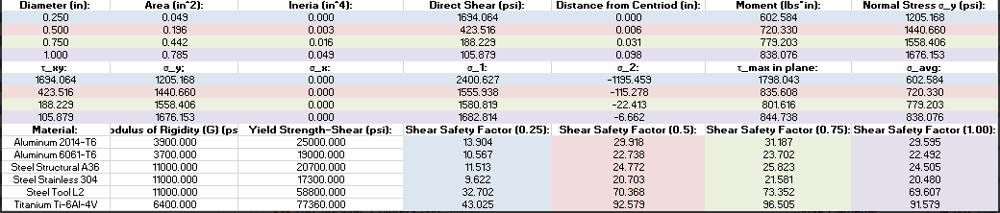 Diameter (in): Area (in^2): Ineria (in^4): Direct Shear (psi): Distance from Centriod (in): Moment (lbs*in): Normal Stress σ_y (psi):
0.250 0.049 0.000 1694.064 0.000 602.584 1205.168
0.500 0.196 0.003 423.516 0.006 720.330 1440.660
0.750 0.442 0.016 188.229 0.031 779.203 1558.406
1.000 0.785 0.049 105.879 0.098 838.076 1676.153
τ_xy: σ_y: σ_x: σ_1: σ_2: τ_max in plane: σ_avg:
1694.064 1205.168 0.000 2400.627 -1195.459 1798.043 602.584
423.516 1440.660 0.000 1555.938 -115.278 835.608 720.330
188.229 1558.406 0.000 1580.819 -22.413 801.616 779.203
105.879 1676.153 0.000 1682.814 -6.662 844.738 838.076
Material: odulus of Rigidity (G) (ps Yield Strength-Shear (psi): Shear Safety Factor (0.25): Shear Safety Factor (0.5): Shear Safety Factor (0.75): Shear Safety Factor (1.00):
Aluminum 2014-T6 3900.000 25000.000 13.904 29.918 31.187 29.595
Aluminum 6061-T6 3700.000 19000.000 10.567 22.738 23.702 22.492
Steel Structural A36 11000.000 20700.000 11.513 24.772 25.823 24.505
Steel Stainless 304 11000.000 17300.000 9.622 20.703 21.581 20.480
Steel Tool L2 11000.000 58800.000 32.702 70.368 73.352 69.607
Titanium Ti-6Al-4V 6400.000 77360.000 43.025 92.579 96.505 91.579